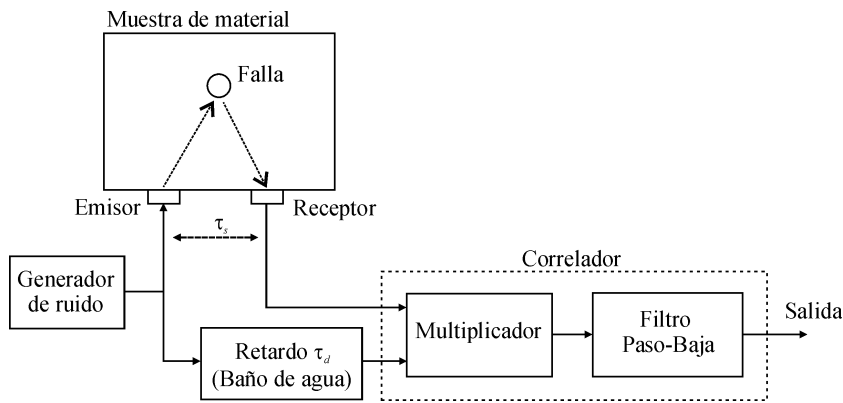 Muestra de material
Falla
Emisor
Receptor
τs
Generador
de ruido
Retardo τd
(Baño de agua)
Correlador
Multiplicador
Filtro
Paso-Baja
Salida